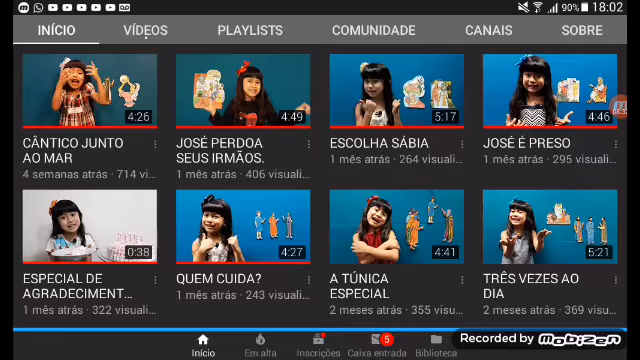 90% 18:02
INÍCIO VÍDEOS PLAYLISTS COMUNIDADE CANAIS SOBRE
4:26 4:49 5:17 4:46
CÂNTICO JUNTO AO MAR
4 semanas atrás · 714 vi...
JOSÉ PERDOA SEUS IRMÃOS.
1 mês atrás · 406 visuali...
ESCOLHA SÁBIA
1 mês atrás · 264 visuali...
JOSÉ É PRESO
1 mês atrás · 295 visuali...
0:38 4:27 4:41 5:21
ESPECIAL DE AGRADECIMENT...
1 mês atrás · 322 visuali...
QUEM CUIDA?
1 mês atrás · 243 visuali...
A TÚNICA ESPECIAL
2 meses atrás · 355 visu...
TRÊS VEZES AO DIA
2 meses atrás · 369 visu...
Início Em alta Inscrições 5 Caixa entrada Biblioteca
Recorded by Mobizen